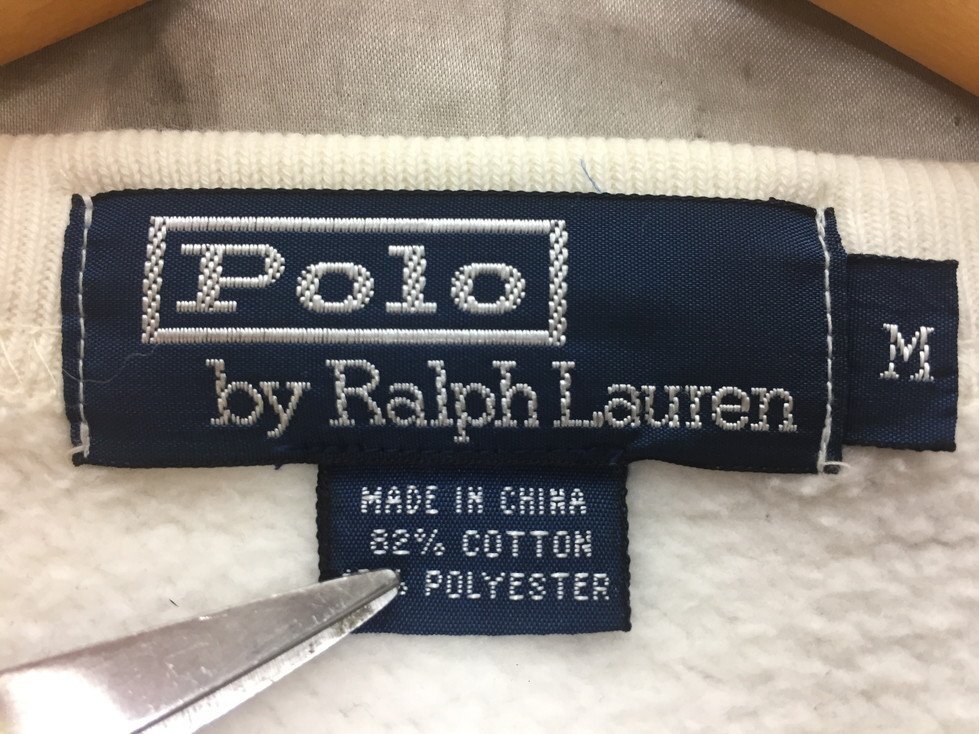 Polo
by Ralph Lauren
M
MADE IN CHINA
82% COTTON
POLYESTER